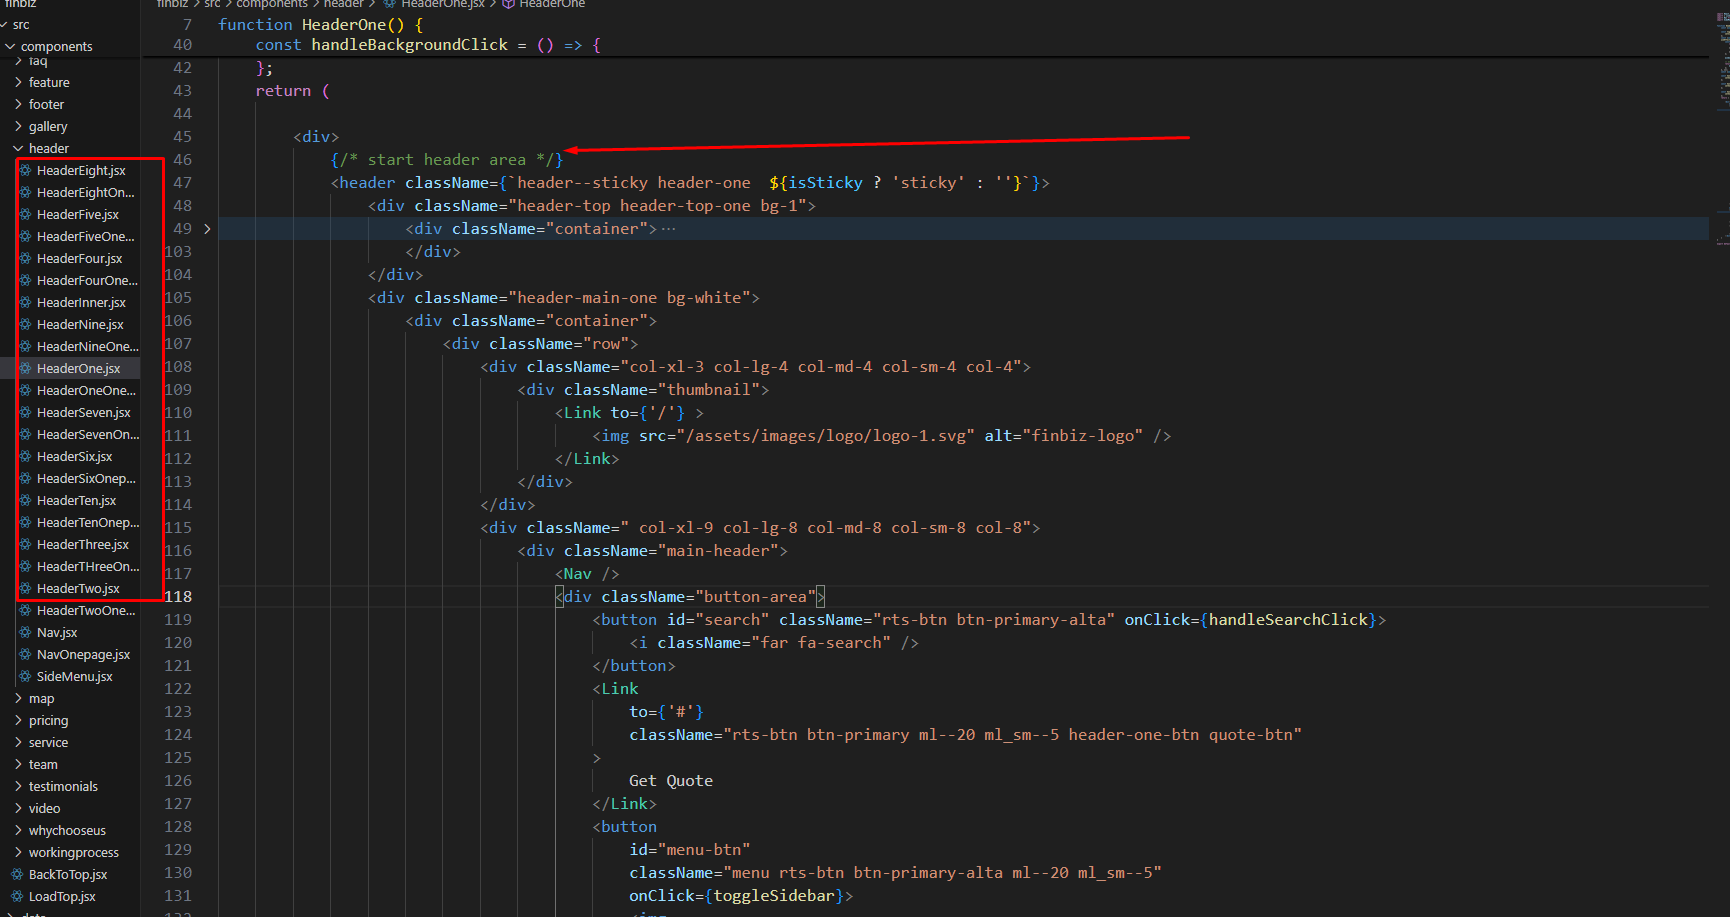 finbiz
src
components
faq
feature
footer
gallery
header
HeaderEight.jsx
HeaderEightOn...
HeaderFive.jsx
HeaderFiveOne...
HeaderFour.jsx
HeaderFourOne...
HeaderInner.jsx
HeaderNine.jsx
HeaderNineOne...
HeaderOne.jsx
HeaderOneOne...
HeaderSeven.jsx
HeaderSevenOn...
HeaderSix.jsx
HeaderSixOnep...
HeaderTen.jsx
HeaderTenOnep...
HeaderThree.jsx
HeaderTHreeOn...
HeaderTwo.jsx
HeaderTwoOne...
Nav.jsx
NavOnepage.jsx
SideMenu.jsx
map
pricing
service
team
testimonials
video
whychooseus
workingprocess
BackToTop.jsx
LoadTop.jsx
finbiz > src > components > header > HeaderOne.jsx > HeaderOne
7 function HeaderOne() {
40 const handleBackgroundClick = () => {
42 };
43 return (
44
45 <div>
46 {/* start header area */}
47 <header className={`header--sticky header-one  ${isSticky ? 'sticky' : ''}`}>
48 <div className="header-top header-top-one bg-1">
49 <div className="container">···
103 </div>
104 </div>
105 <div className="header-main-one bg-white">
106 <div className="container">
107 <div className="row">
108 <div className="col-xl-3 col-lg-4 col-md-4 col-sm-4 col-4">
109 <div className="thumbnail">
110 <Link to={'/'} >
111 <img src="/assets/images/logo/logo-1.svg" alt="finbiz-logo" />
112 </Link>
113 </div>
114 </div>
115 <div className=" col-xl-9 col-lg-8 col-md-8 col-sm-8 col-8">
116 <div className="main-header">
117 <Nav />
118 <div className="button-area">
119 <button id="search" className="rts-btn btn-primary-alta" onClick={handleSearchClick}>
120 <i className="far fa-search" />
121 </button>
122 <Link
123 to={'#'}
124 className="rts-btn btn-primary ml--20 ml_sm--5 header-one-btn quote-btn"
125 >
126 Get Quote
127 </Link>
128 <button
129 id="menu-btn"
130 className="menu rts-btn btn-primary-alta ml--20 ml_sm--5"
131 onClick={toggleSidebar}>
132 <img